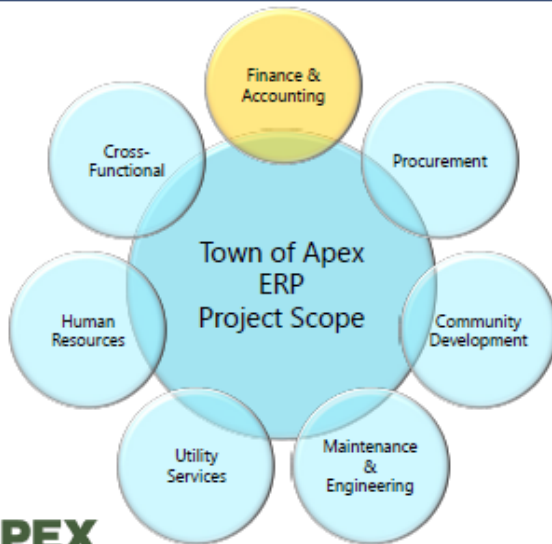 Finance &
Accounting
Cross-
Functional
Procurement
Town of Apex
ERP
Project Scope
Human
Resources
Community
Development
Utility
Services
Maintenance
&
Engineering
PEX